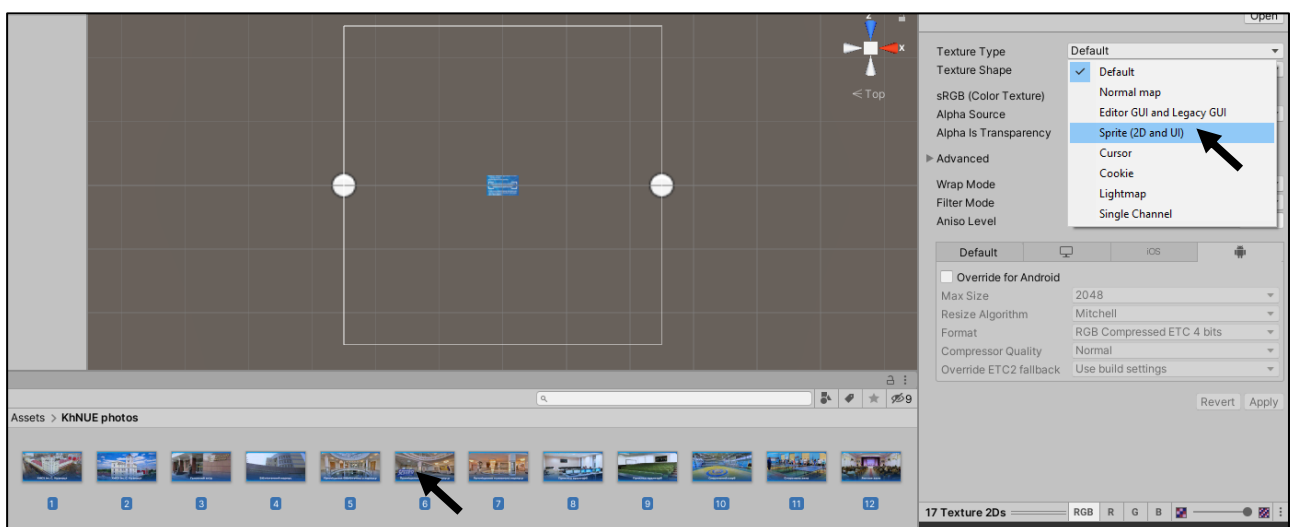 Open
z
x
< Top
Texture Type Default
Texture Shape
✓ Default
Normal map
sRGB (Color Texture)
Alpha Source
Editor GUI and Legacy GUI
Alpha Is Transparency
Sprite (2D and UI)
Cursor
Advanced
Cookie
Wrap Mode
Lightmap
Filter Mode
Single Channel
Aniso Level
Default iOS
Override for Android
Max Size 2048
Resize Algorithm Mitchell
Format RGB Compressed ETC 4 bits
Compressor Quality Normal
Override ETC2 fallback Use build settings
Revert Apply
9
Assets > KhNUE photos
1 2 3 4 5 6 7 8 9 10 11 12
17 Texture 2Ds RGB R G B